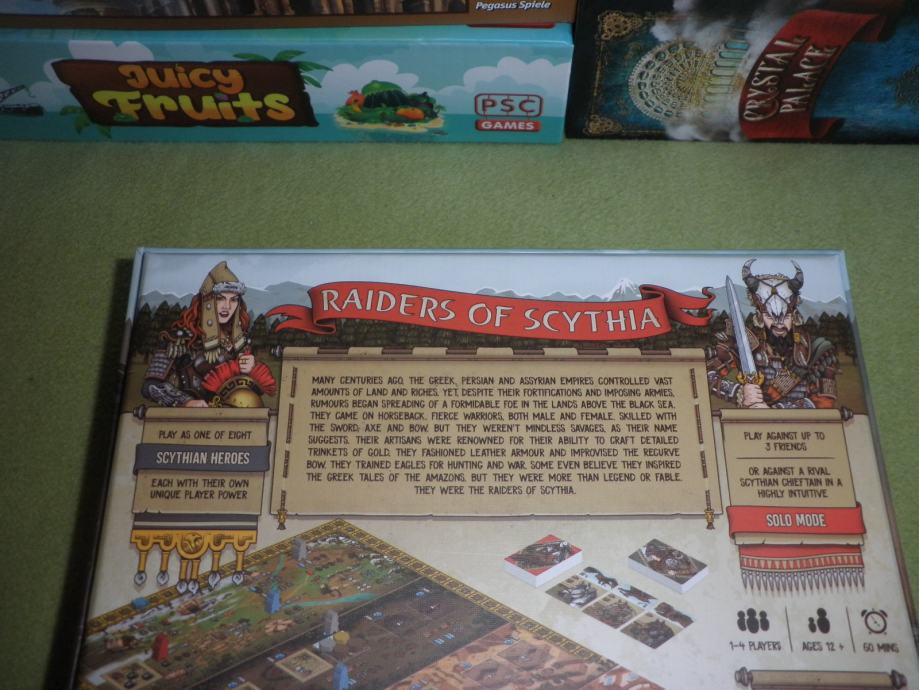 Pegasus Spiele
Juicy
Fruits
PSC
GAMES
CRYSTAL
PALACE
RAIDERS OF SCYTHIA
MANY CENTURIES AGO, THE GREEK, PERSIAN AND ASSYRIAN EMPIRES CONTROLLED VAST
AMOUNTS OF LAND AND RICHES. YET, DESPITE THEIR FORTIFICATIONS AND IMPOSING ARMIES,
RUMOURS BEGAN SPREADING OF A FORMIDABLE FOE IN THE LANDS ABOVE THE BLACK SEA.
THEY CAME ON HORSEBACK. FIERCE WARRIORS, BOTH MALE AND FEMALE, SKILLED WITH
THE SWORD, AXE AND BOW. BUT THEY WEREN'T MINDLESS SAVAGES, AS THEIR NAME
SUGGESTS. THEIR ARTISANS WERE RENOWNED FOR THEIR ABILITY TO CRAFT DETAILED
TRINKETS OF GOLD. THEY FASHIONED LEATHER ARMOUR AND IMPROVISED THE RECURVE
BOW. THEY TRAINED EAGLES FOR HUNTING AND WAR. SOME EVEN BELIEVE THEY INSPIRED
THE GREEK TALES OF THE AMAZONS. BUT THEY WERE MORE THAN LEGEND OR FABLE.
THEY WERE THE RAIDERS OF SCYTHIA.
PLAY AS ONE OF EIGHT
SCYTHIAN HEROES
EACH WITH THEIR OWN
UNIQUE PLAYER POWER
PLAY AGAINST UP TO
3 FRIENDS
OR AGAINST A RIVAL
SCYTHIAN CHIEFTAIN IN A
HIGHLY INTUITIVE
SOLO MODE
1-4 PLAYERS
AGES 12 +
60 MINS